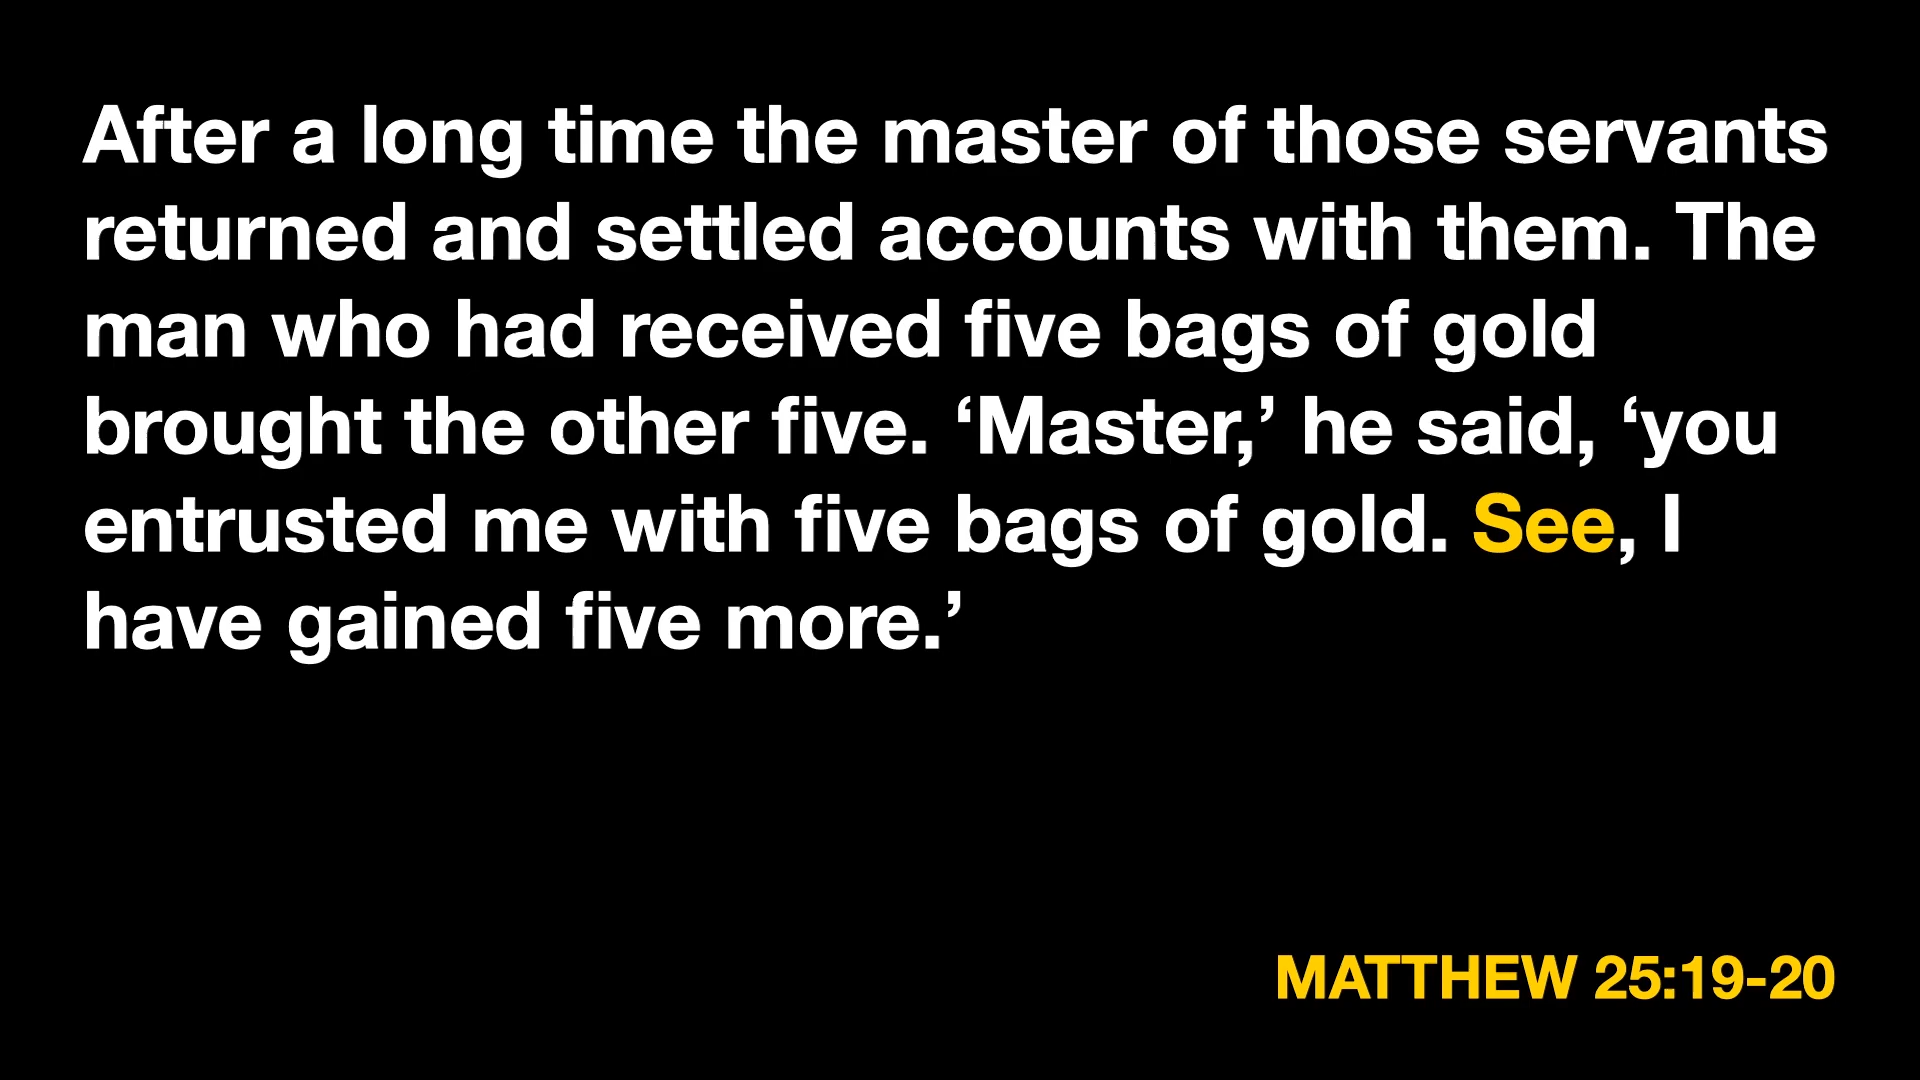 After a long time the master of those servants
returned and settled accounts with them. The
man who had received five bags of gold
brought the other five. ‘Master,’ he said, ‘you
entrusted me with five bags of gold. See, I
have gained five more.’
MATTHEW 25:19-20